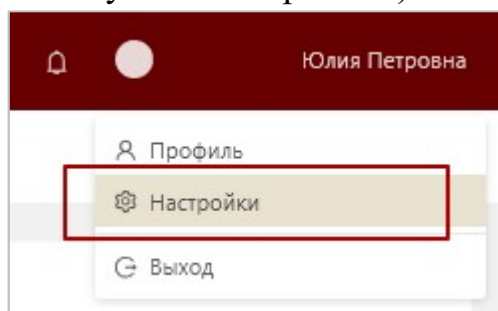 Юлия Петровна
Профиль
Настройки
Выход